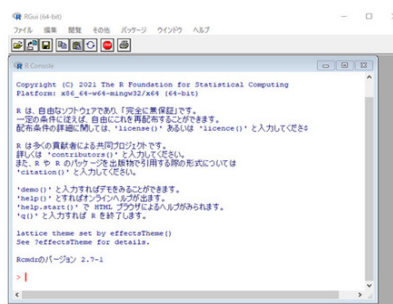 RGui (64-bit)
ファイル 編集 閲覧 その他 パッケージ ウインドウ ヘルプ
R Console
Copyright (C) 2021 The R Foundation for Statistical Computing
Platform: x86_64-w64-mingw32/x64 (64-bit)
R は、自由なソフトウェアであり、「完全に無保証」です。
一定の条件に従えば、自由にこれを再配布することができます。
配布条件の詳細に関しては、'license()' あるいは 'licence()' と入力してくださ
R は多くの貢献者による共同プロジェクトです。
詳しくは 'contributors()' と入力してください。
また、R や R のパッケージを出版物で引用する際の形式については
'citation()' と入力してください。
'demo()' と入力すればデモをみることができます。
'help()' とすればオンラインヘルプが出ます。
'help.start()' で HTML ブラウザによるヘルプがみられます。
'q()' と入力すれば R を終了します。
lattice theme set by effectsTheme()
See ?effectsTheme for details.
Rcmdrのバージョン 2.7-1
>